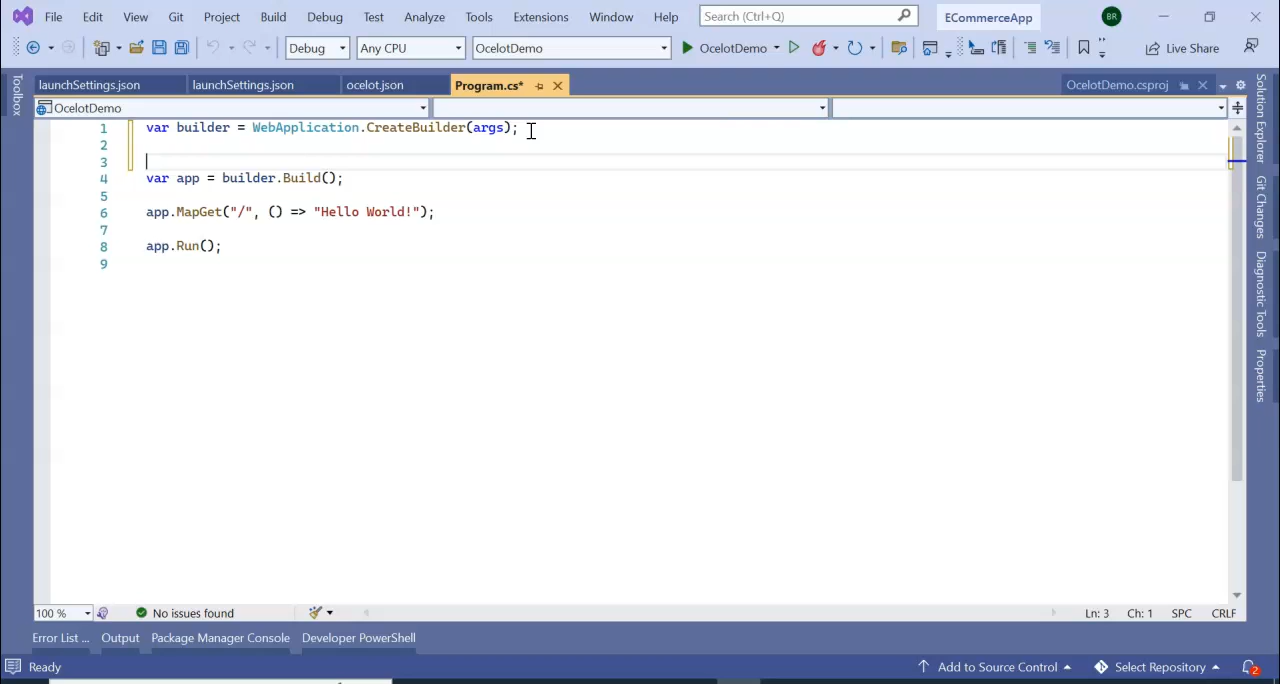 File Edit View Git Project Build Debug Test Analyze Tools Extensions Window Help Search (Ctrl+Q) ECommerceApp BR
Debug Any CPU OcelotDemo OcelotDemo Live Share
launchSettings.json launchSettings.json ocelot.json Program.cs* OcelotDemo.csproj
OcelotDemo
1 var builder = WebApplication.CreateBuilder(args);
2
3
4 var app = builder.Build();
5
6 app.MapGet("/", () => "Hello World!");
7
8 app.Run();
9
Toolbox
Solution Explorer
Git Changes
Diagnostic Tools
Properties
100 % No issues found Ln: 3 Ch: 1 SPC CRLF
Error List ... Output Package Manager Console Developer PowerShell
Ready Add to Source Control Select Repository 2